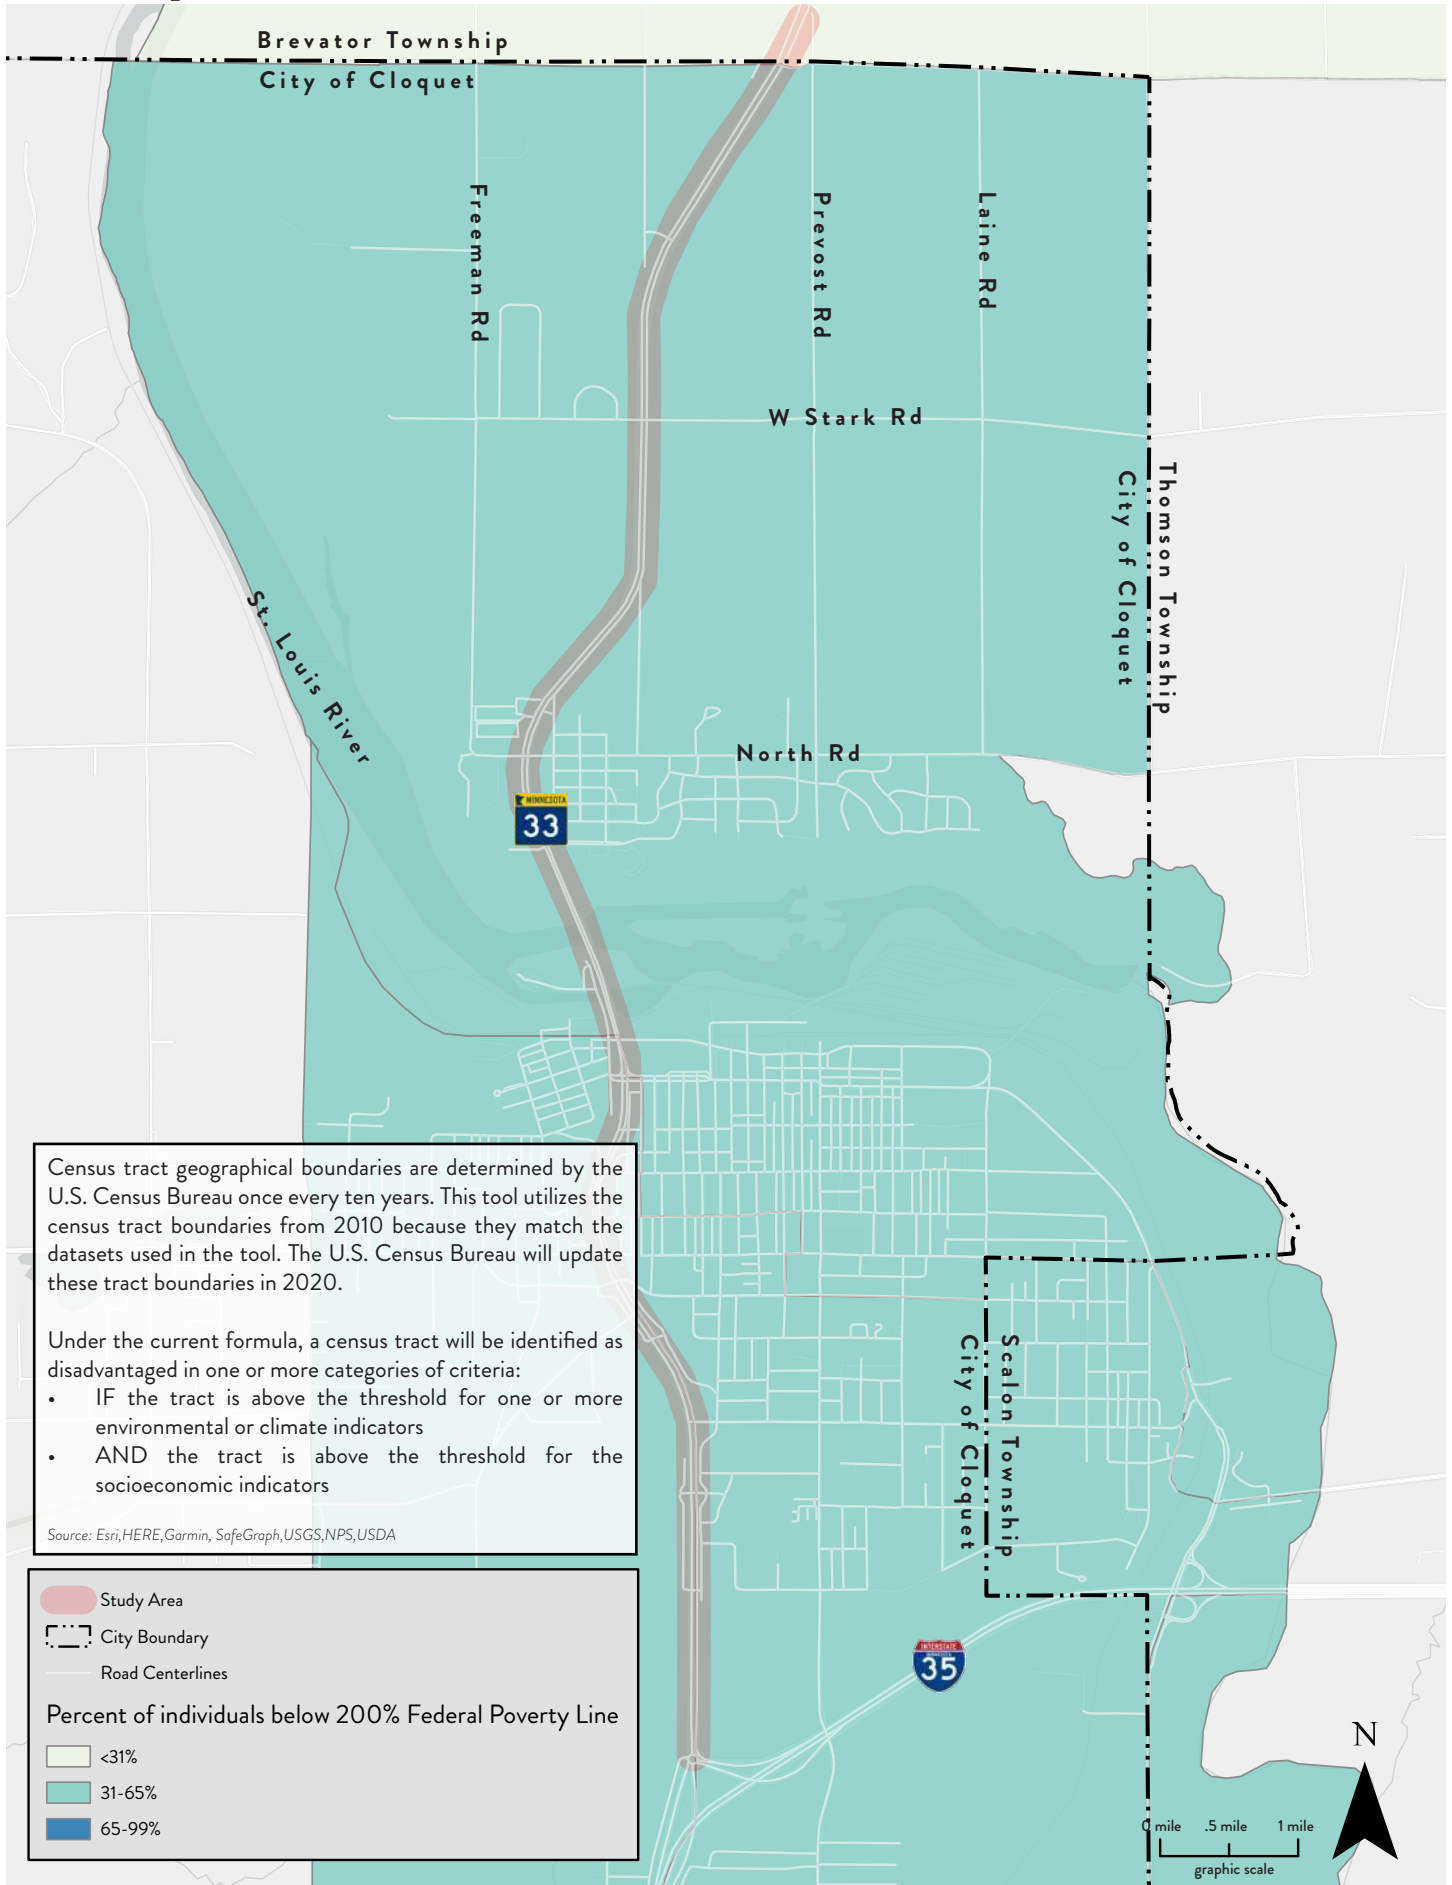 Brevator Township
City of Cloquet
Freeman Rd
Prevost Rd
Laine Rd
W Stark Rd
Thomson Township
City of Cloquet
St. Louis River
North Rd
MINNESOTA
33
Census tract geographical boundaries are determined by the
U.S. Census Bureau once every ten years. This tool utilizes the
census tract boundaries from 2010 because they match the
datasets used in the tool. The U.S. Census Bureau will update
these tract boundaries in 2020.
Under the current formula, a census tract will be identified as
disadvantaged in one or more categories of criteria:
• IF the tract is above the threshold for one or more
environmental or climate indicators
• AND the tract is above the threshold for the
socioeconomic indicators
Source: Esri,HERE,Garmin, SafeGraph,USGS,NPS,USDA
Scalon Township
City of Cloquet
Study Area
City Boundary
Road Centerlines
Percent of individuals below 200% Federal Poverty Line
<31%
31-65%
65-99%
INTERSTATE
MINNESOTA
35
N
0 mile .5 mile 1 mile
graphic scale